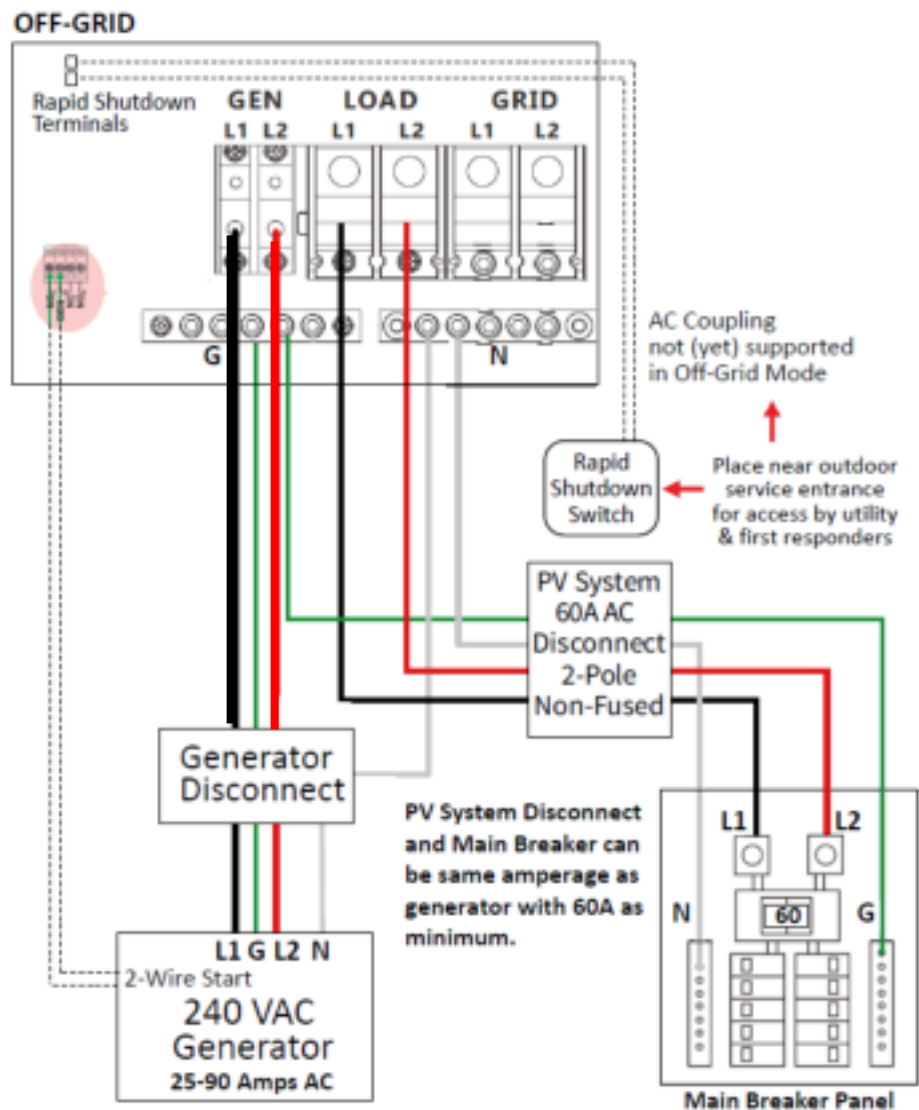 OFF-GRID
Rapid Shutdown
Terminals
GEN
LOAD
GRID
L1 L2
L1 L2
L1 L2
G
N
AC Coupling
not (yet) supported
in Off-Grid Mode
Rapid
Shutdown
Switch
Place near outdoor
service entrance
for access by utility
& first responders
PV System
60A AC
Disconnect
2-Pole
Non-Fused
Generator
Disconnect
PV System Disconnect
and Main Breaker can
be same amperage as
generator with 60A as
minimum.
L1 L2
N
60
G
L1 G L2 N
2-Wire Start
240 VAC
Generator
25-90 Amps AC
Main Breaker Panel